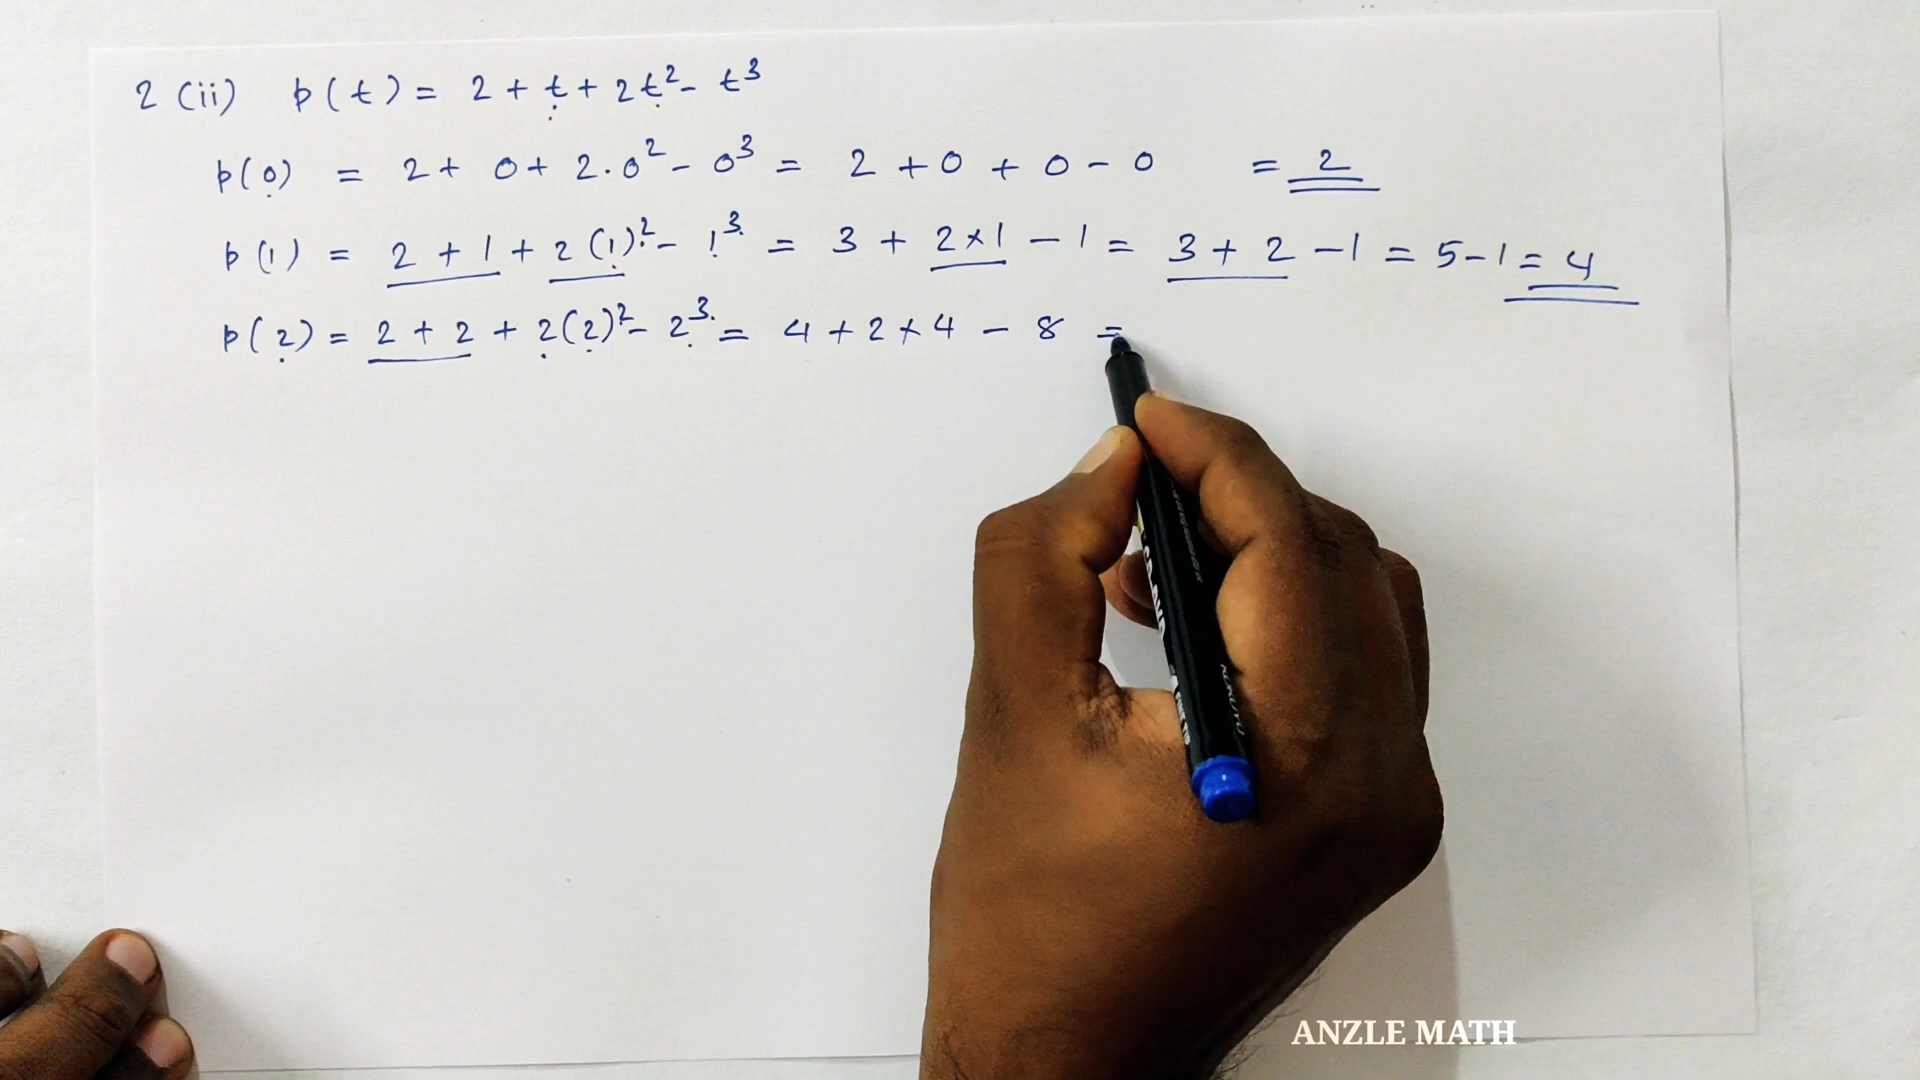 2 (ii) p(t) = 2 + t + 2t² - t³
p(0) = 2 + 0 + 2·0² - 0³ = 2 + 0 + 0 - 0 = 2
p(1) = 2 + 1 + 2(1)² - 1³ = 3 + 2×1 - 1 = 3 + 2 - 1 = 5 - 1 = 4
p(2) = 2 + 2 + 2(2)² - 2³ = 4 + 2×4 - 8 =
ANZLE MATH